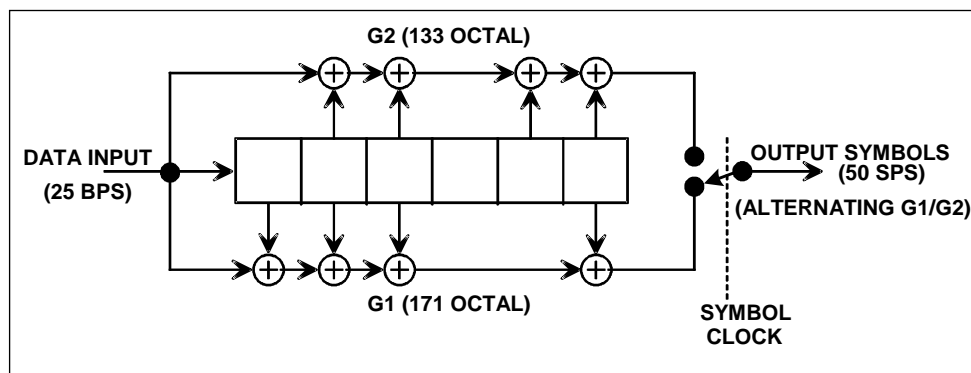 G2 (133 OCTAL)
DATA INPUT
(25 BPS)
OUTPUT SYMBOLS
(50 SPS)
(ALTERNATING G1/G2)
G1 (171 OCTAL)
SYMBOL
CLOCK